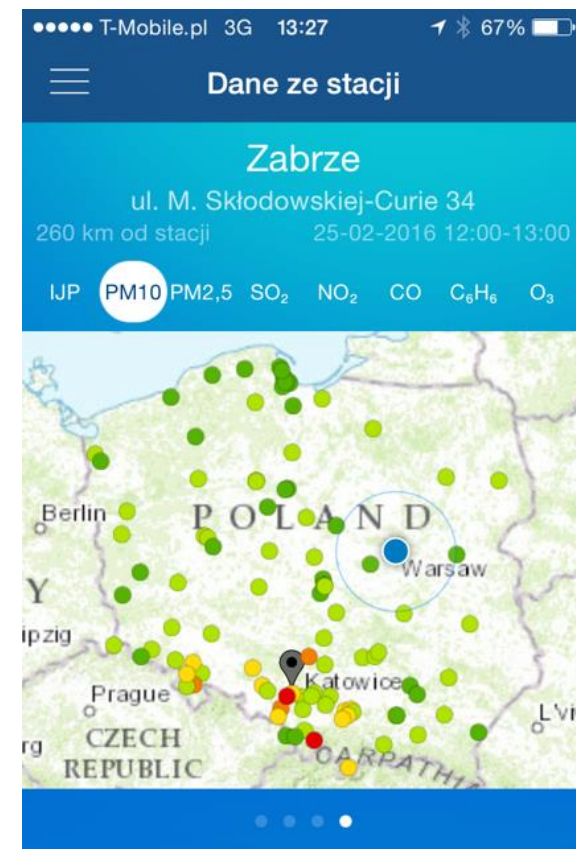 T-Mobile.pl 3G 13:27 67%
Dane ze stacji
Zabrze
ul. M. Skłodowskiej-Curie 34
260 km od stacji 25-02-2016 12:00-13:00
IJP PM10 PM2,5 SO₂ NO₂ CO C₆H₆ O₃
Berlin
POLAND
Warsaw
Y
ipzig
Katowice
Prague
L'vi
rg
CZECH
REPUBLIC
CARPATHI